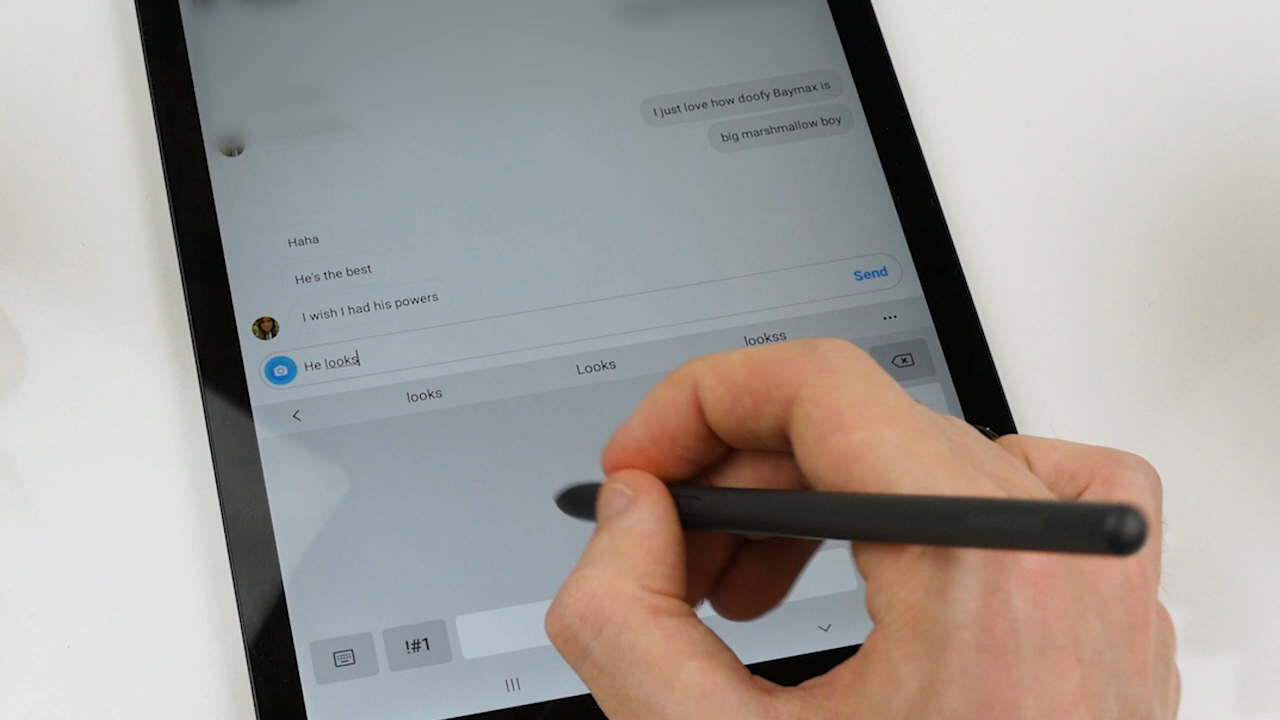 I just love how doofy Baymax is
big marshmallow boy
Haha
He's the best
I wish I had his powers
Send
He looks
looks
Looks
lookss
!#1